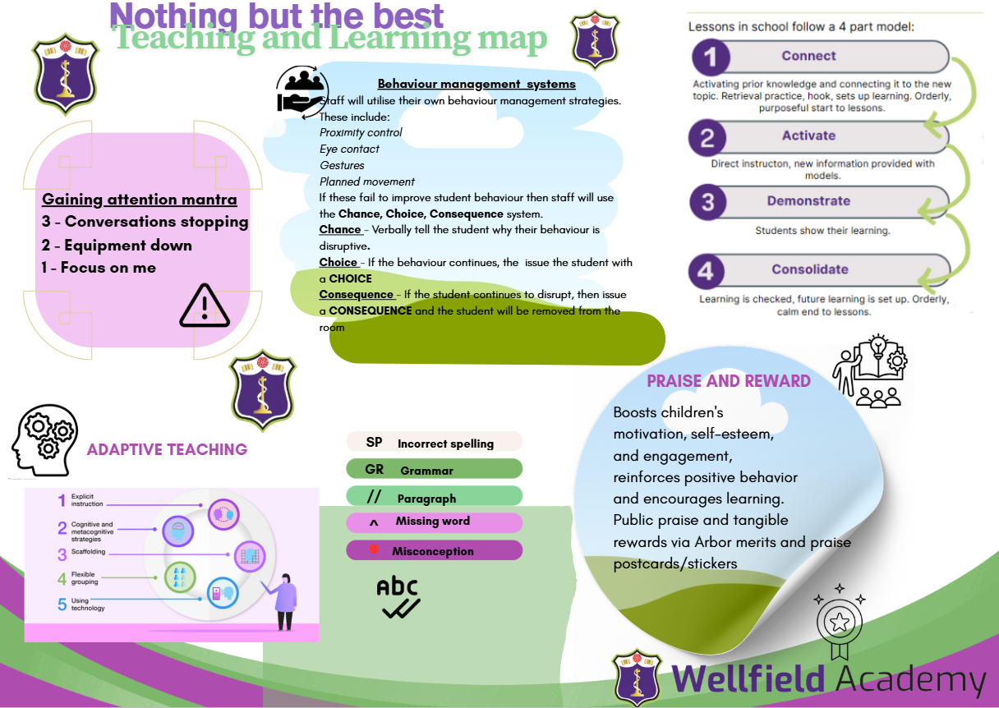 Nothing but the best
Teaching and Learning map
Gaining attention mantra
3 - Conversations stopping
2 - Equipment down
1 - Focus on me
Behaviour management systems
Staff will utilise their own behaviour management strategies.
These include:
Proximity control
Eye contact
Gestures
Planned movement
If these fail to improve student behaviour then staff will use
the Chance, Choice, Consequence system.
Chance - Verbally tell the student why their behaviour is
disruptive.
Choice - If the behaviour continues, the issue the student with
a CHOICE
Consequence - If the student continues to disrupt, then issue
a CONSEQUENCE and the student will be removed from the
room
Lessons in school follow a 4 part model:
1 Connect
Activating prior knowledge and connecting it to the new
topic. Retrieval practice, hook, sets up learning. Orderly,
purposeful start to lessons.
2 Activate
Direct instructon, new information provided with
models.
3 Demonstrate
Students show their learning.
4 Consolidate
Learning is checked, future learning is set up. Orderly,
calm end to lessons.
ADAPTIVE TEACHING
1 Explicit
instruction
2 Cognitive and
metacognitive
strategies
3 Scaffolding
4 Flexible
grouping
5 Using
technology
SP Incorrect spelling
GR Grammar
// Paragraph
^ Missing word
Misconception
Abc
PRAISE AND REWARD
Boosts children's
motivation, self-esteem,
and engagement,
reinforces positive behavior
and encourages learning.
Public praise and tangible
rewards via Arbor merits and praise
postcards/stickers
Wellfield Academy